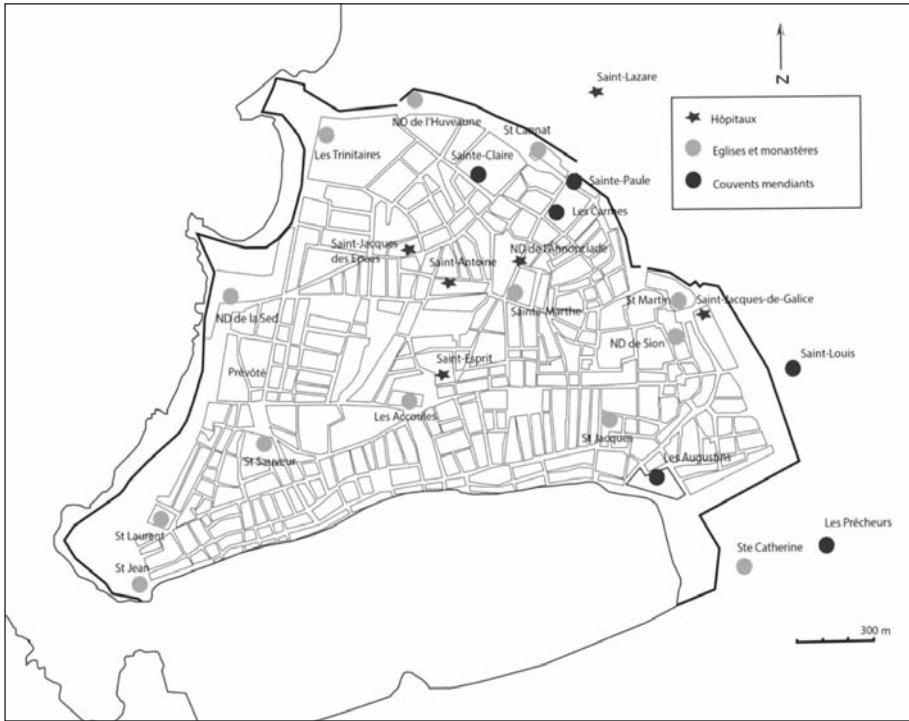 Saint-Lazare
N
Hôpitaux
Eglises et monastères
Couvents mendiants
ND de l'Huveaune
St Cannat
Les Trinitaires
Sainte-Claire
Sainte-Paule
Les Carmes
Saint-Jacques
des Epées
ND de l'Annonciade
Saint-Antoine
ND de la Sed
Sainte-Marthe
St Martin
Saint-Jacques-de-Galice
ND de Sion
Saint-Louis
Saint-Esprit
Prévôté
Les Accoules
St Jacques
St Sauveur
Les Augustins
St Laurent
Les Prêcheurs
Ste Catherine
St Jean
300 m